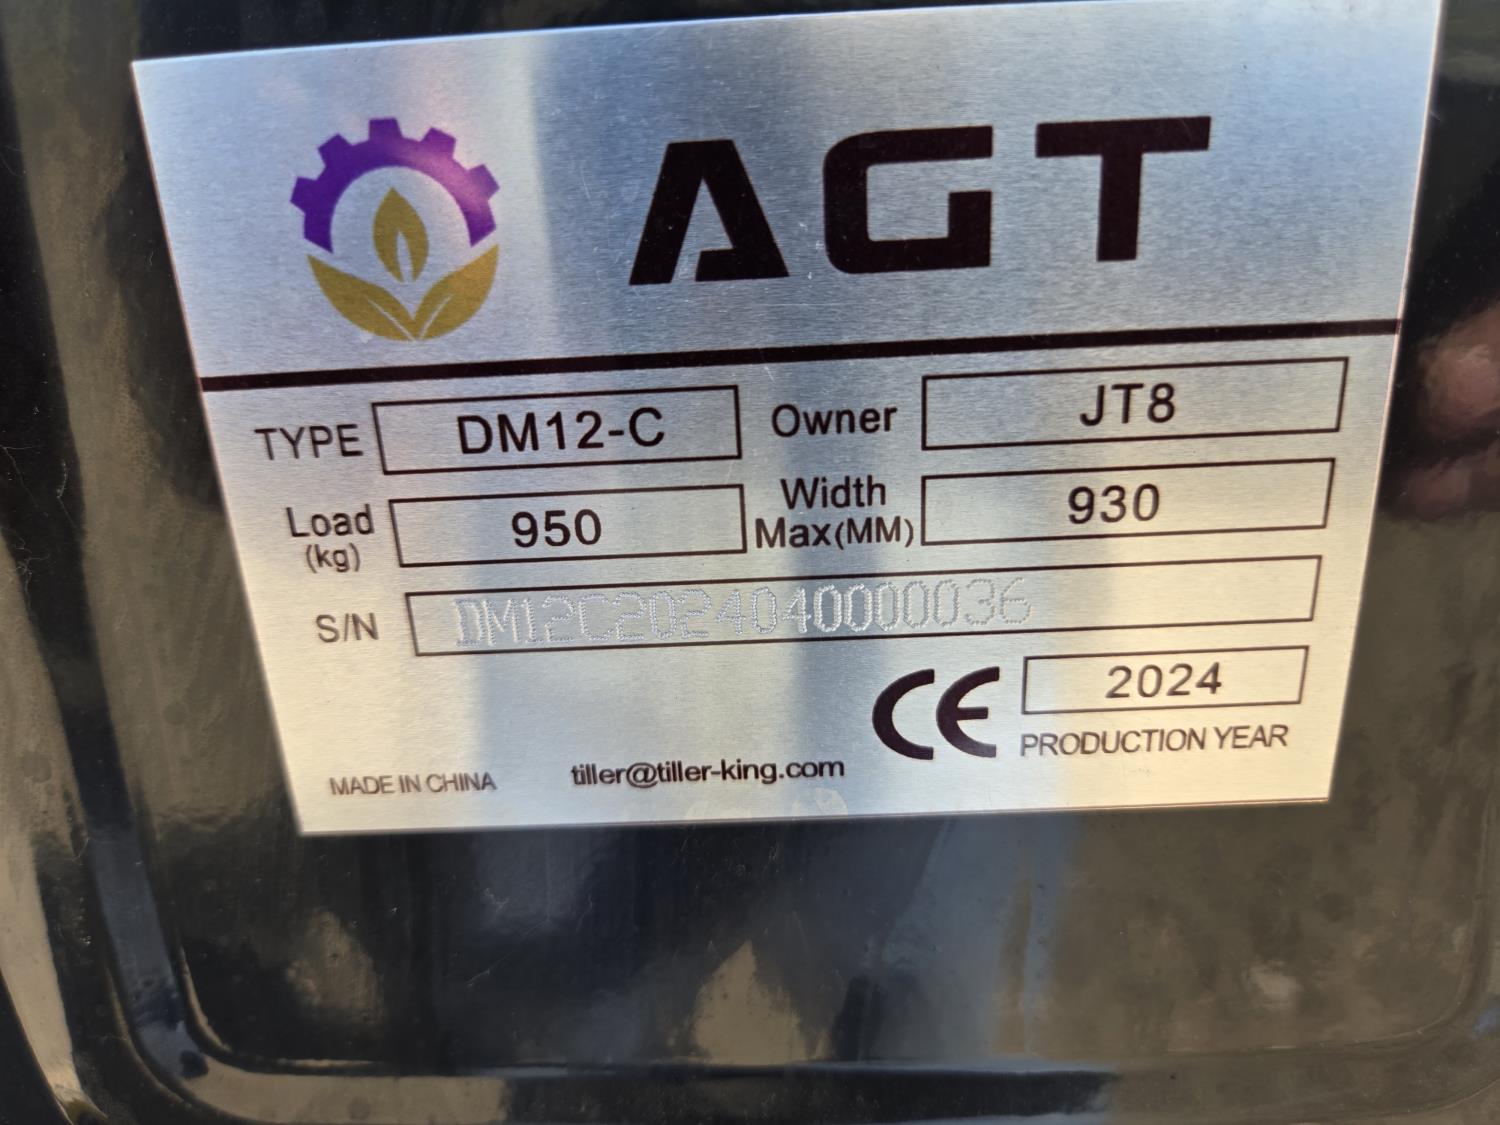 AGT
TYPE DM12-C Owner JT8
Load (kg) 950 Width Max(MM) 930
S/N DM12C2024040000036
CE 2024
PRODUCTION YEAR
MADE IN CHINA tiller@tiller-king.com